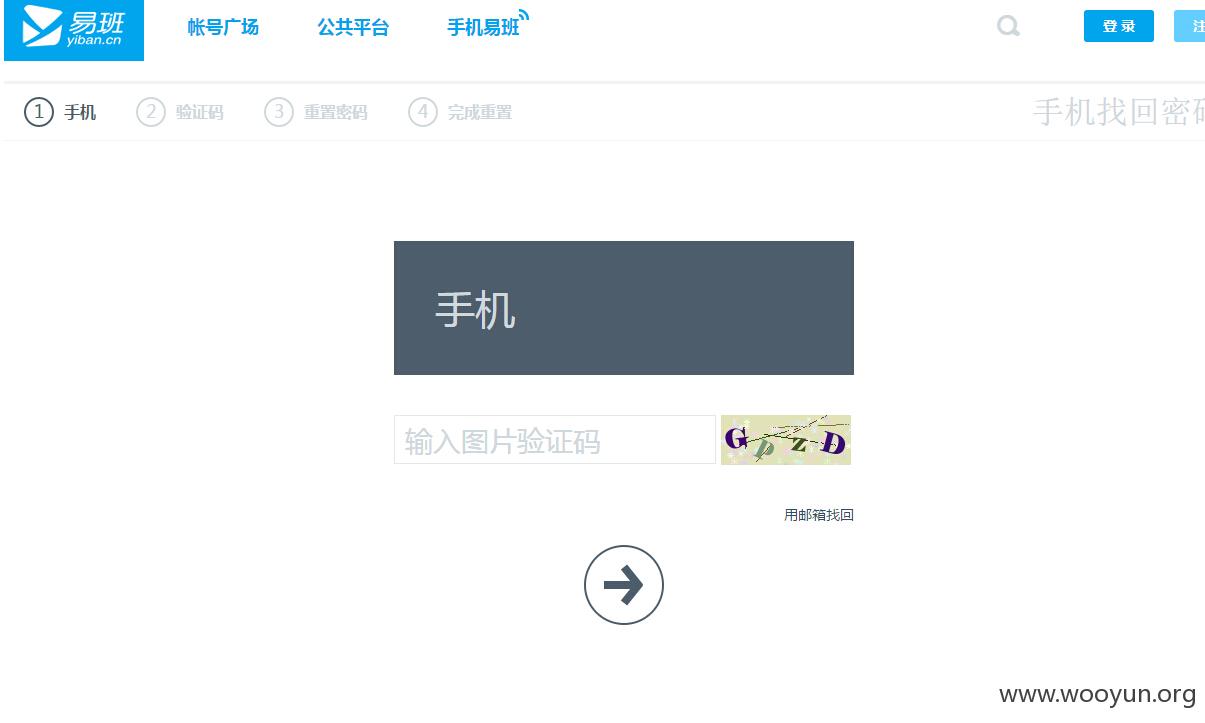 易班
yiban.cn
帐号广场 公共平台 手机易班
登 录 注
1 手机 2 验证码 3 重置密码 4 完成重置
手机找回密码
手机
输入图片验证码 GpzD
用邮箱找回
www.wooyun.org